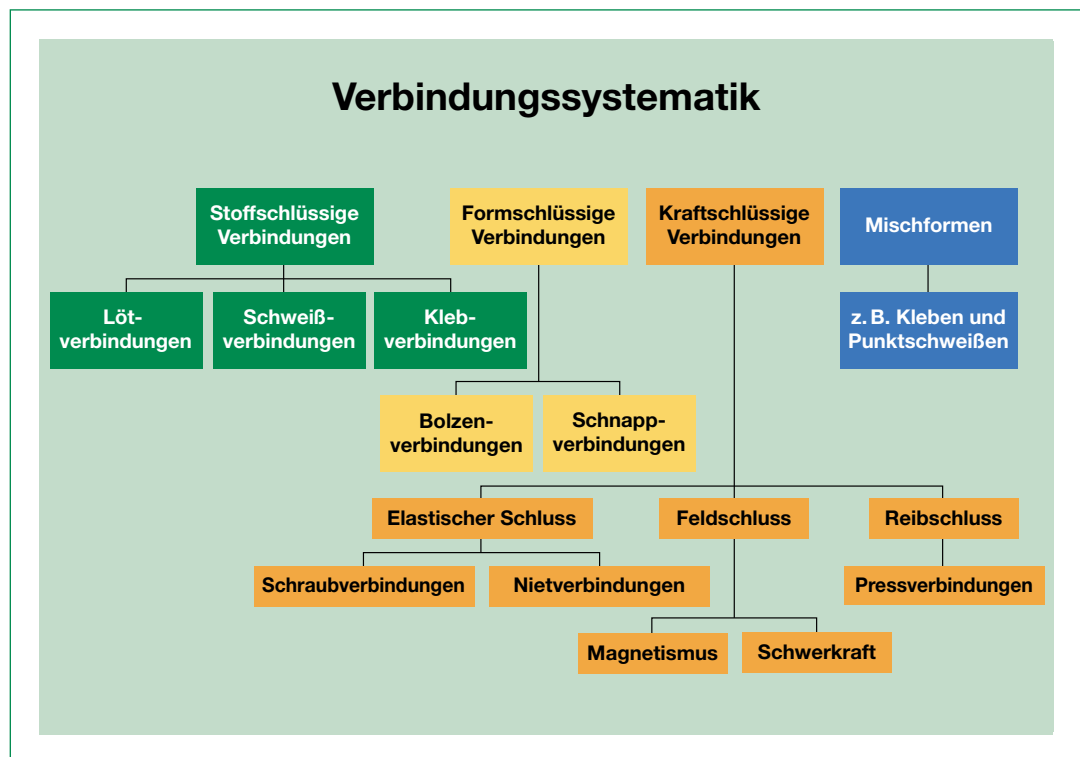 Verbindungssystematik
Stoffschlüssige
Verbindungen
Formschlüssige
Verbindungen
Kraftschlüssige
Verbindungen
Mischformen
Löt-
verbindungen
Schweiß-
verbindungen
Kleb-
verbindungen
z. B. Kleben und
Punktschweißen
Bolzen-
verbindungen
Schnapp-
verbindungen
Elastischer Schluss
Feldschluss
Reibschluss
Schraubverbindungen
Nietverbindungen
Pressverbindungen
Magnetismus
Schwerkraft